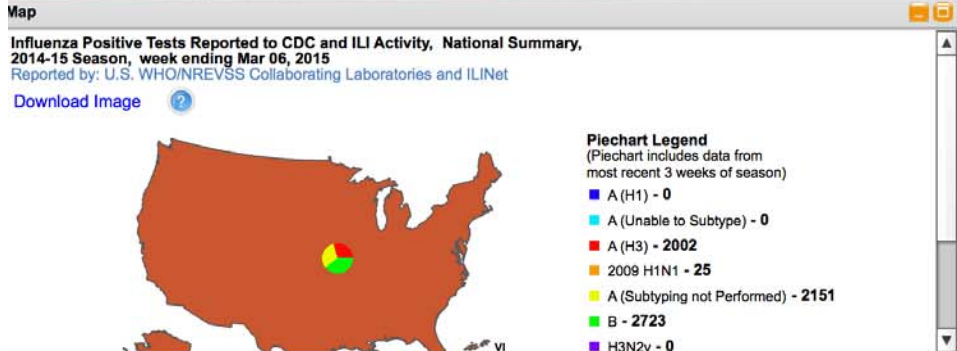 Map
Influenza Positive Tests Reported to CDC and ILI Activity, National Summary,
2014-15 Season, week ending Mar 06, 2015
Reported by: U.S. WHO/NREVSS Collaborating Laboratories and ILINet
Download Image ?
Piechart Legend
(Piechart includes data from
most recent 3 weeks of season)
A (H1) - 0
A (Unable to Subtype) - 0
A (H3) - 2002
2009 H1N1 - 25
A (Subtyping not Performed) - 2151
B - 2723
H3N2v - 0
VI